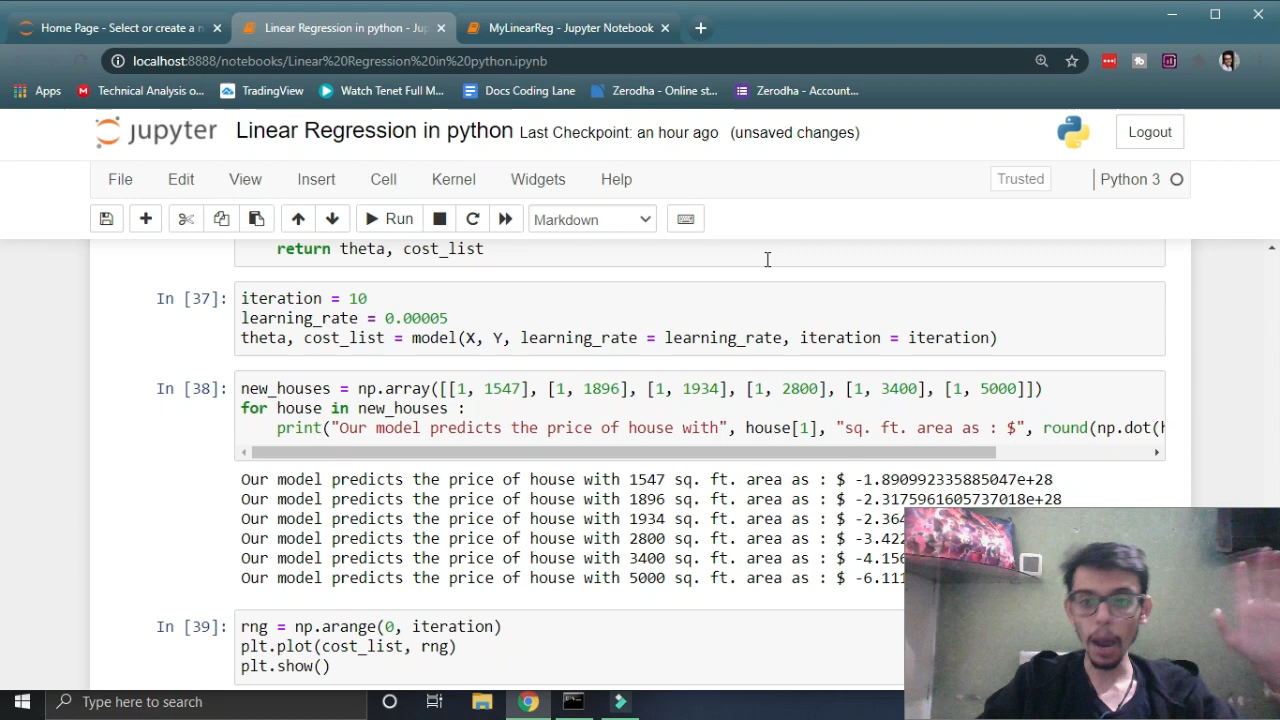 Home Page - Select or create a n
Linear Regression in python - Jup
MyLinearReg - Jupyter Notebook
localhost:8888/notebooks/Linear%20Regression%20in%20python.ipynb
Apps
Technical Analysis o...
TradingView
Watch Tenet Full M...
Docs Coding Lane
Zerodha - Online st...
Zerodha - Account...
jupyter Linear Regression in python Last Checkpoint: an hour ago (unsaved changes)
Logout
File Edit View Insert Cell Kernel Widgets Help
Trusted
Python 3
Run
Markdown
return theta, cost_list
In [37]: iteration = 10
learning_rate = 0.00005
theta, cost_list = model(X, Y, learning_rate = learning_rate, iteration = iteration)
In [38]: new_houses = np.array([[1, 1547], [1, 1896], [1, 1934], [1, 2800], [1, 3400], [1, 5000]])
for house in new_houses :
print("Our model predicts the price of house with", house[1], "sq. ft. area as : $", round(np.dot(h
Our model predicts the price of house with 1547 sq. ft. area as : $ -1.890992335885047e+28
Our model predicts the price of house with 1896 sq. ft. area as : $ -2.3175961605737018e+28
Our model predicts the price of house with 1934 sq. ft. area as : $ -2.364
Our model predicts the price of house with 2800 sq. ft. area as : $ -3.422
Our model predicts the price of house with 3400 sq. ft. area as : $ -4.156
Our model predicts the price of house with 5000 sq. ft. area as : $ -6.111
In [39]: rng = np.arange(0, iteration)
plt.plot(cost_list, rng)
plt.show()
Type here to search